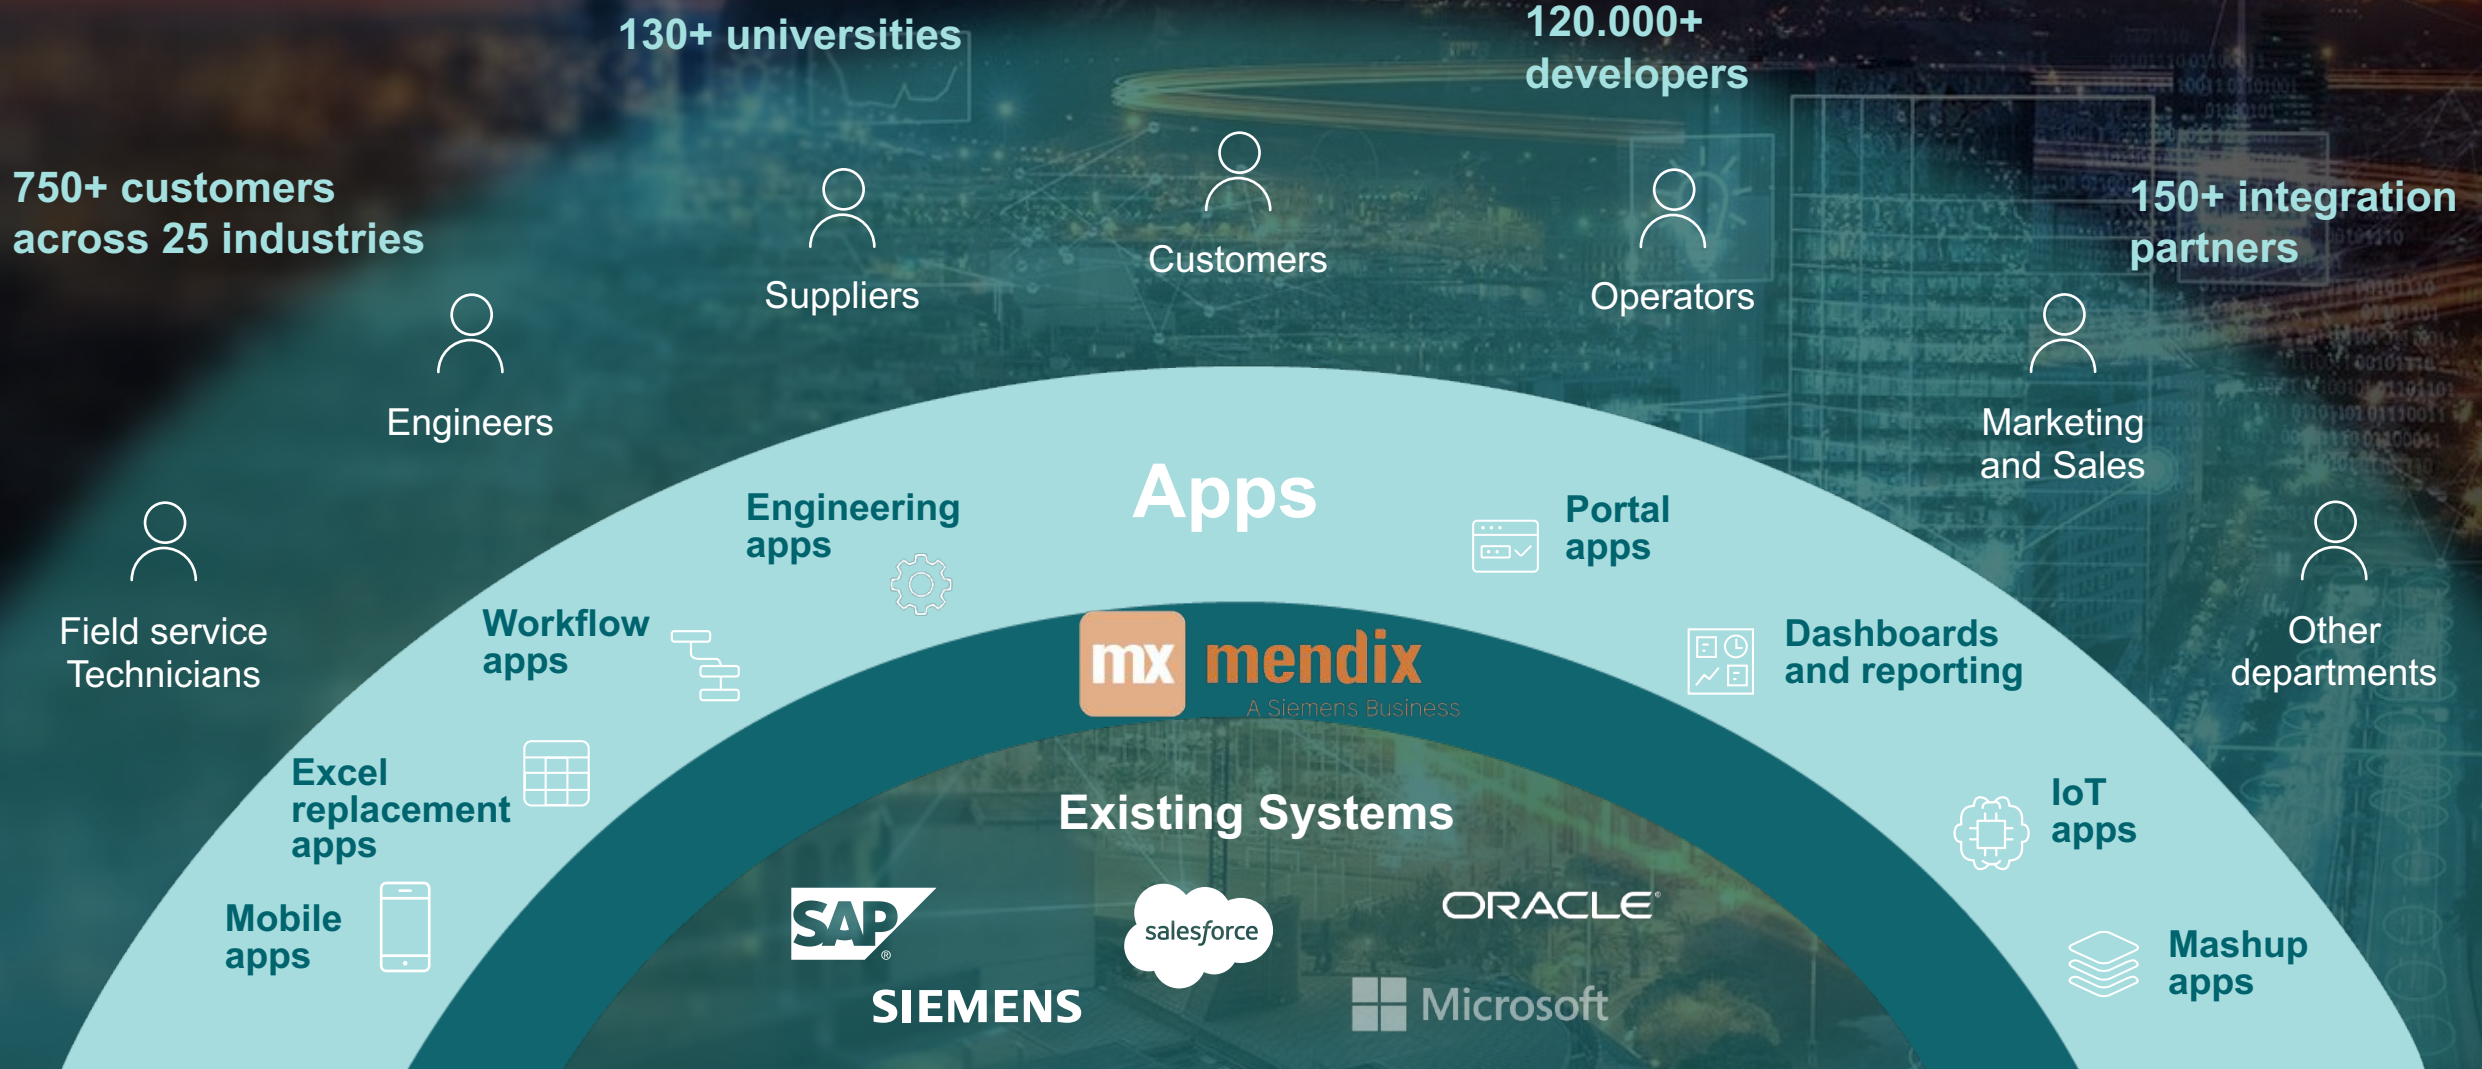 130+ universities
120.000+
developers
750+ customers
across 25 industries
150+ integration
partners
Customers
Suppliers
Operators
Engineers
Marketing
and Sales
Field service
Technicians
Other
departments
Apps
Engineering
apps
Portal
apps
Workflow
apps
Dashboards
and reporting
Excel
replacement
apps
IoT
apps
Mobile
apps
Mashup
apps
mx mendix
A Siemens Business
Existing Systems
SAP®
salesforce
ORACLE®
SIEMENS
Microsoft